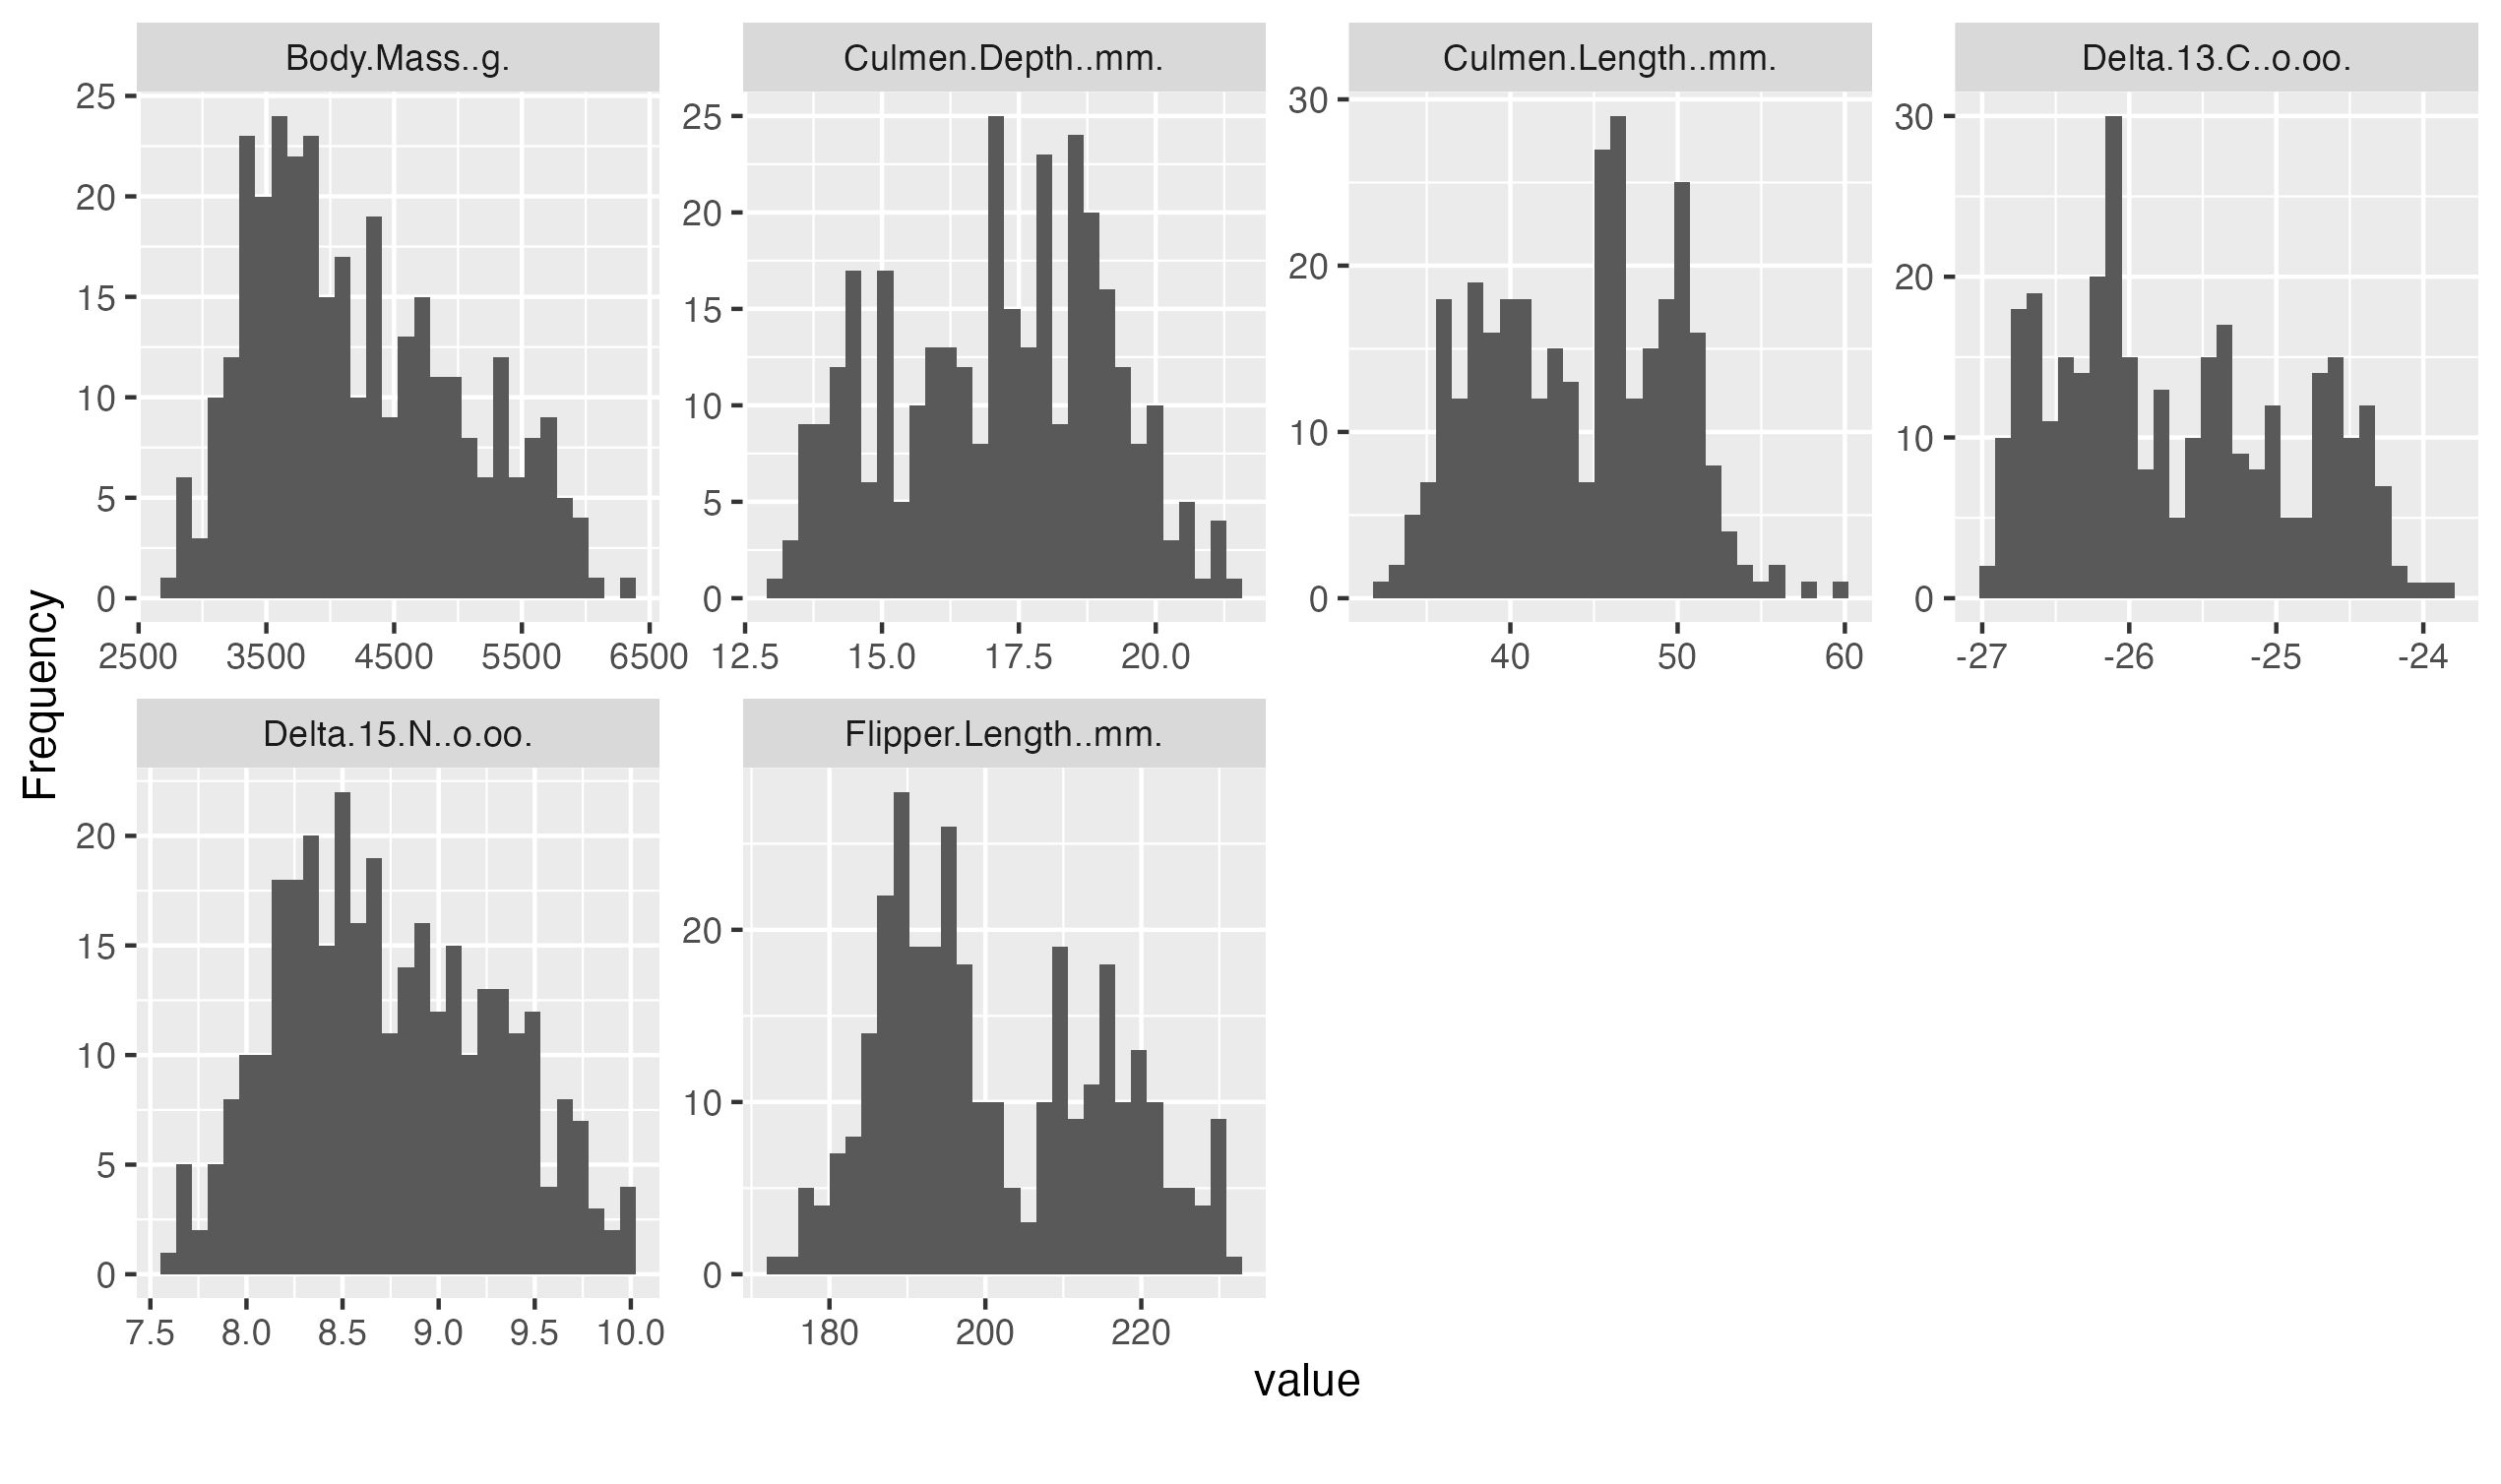 Body.Mass..g.
Culmen.Depth..mm.
Culmen.Length..mm.
Delta.13.C..o.oo.
25
20
15
10
5
0
2500 3500 4500 5500 6500
25
20
15
10
5
0
12.5 15.0 17.5 20.0
30
20
10
0
40 50 60
30
20
10
0
-27 -26 -25 -24
Frequency
Delta.15.N..o.oo.
Flipper.Length..mm.
20
15
10
5
0
7.5 8.0 8.5 9.0 9.5 10.0
20
10
0
180 200 220
value